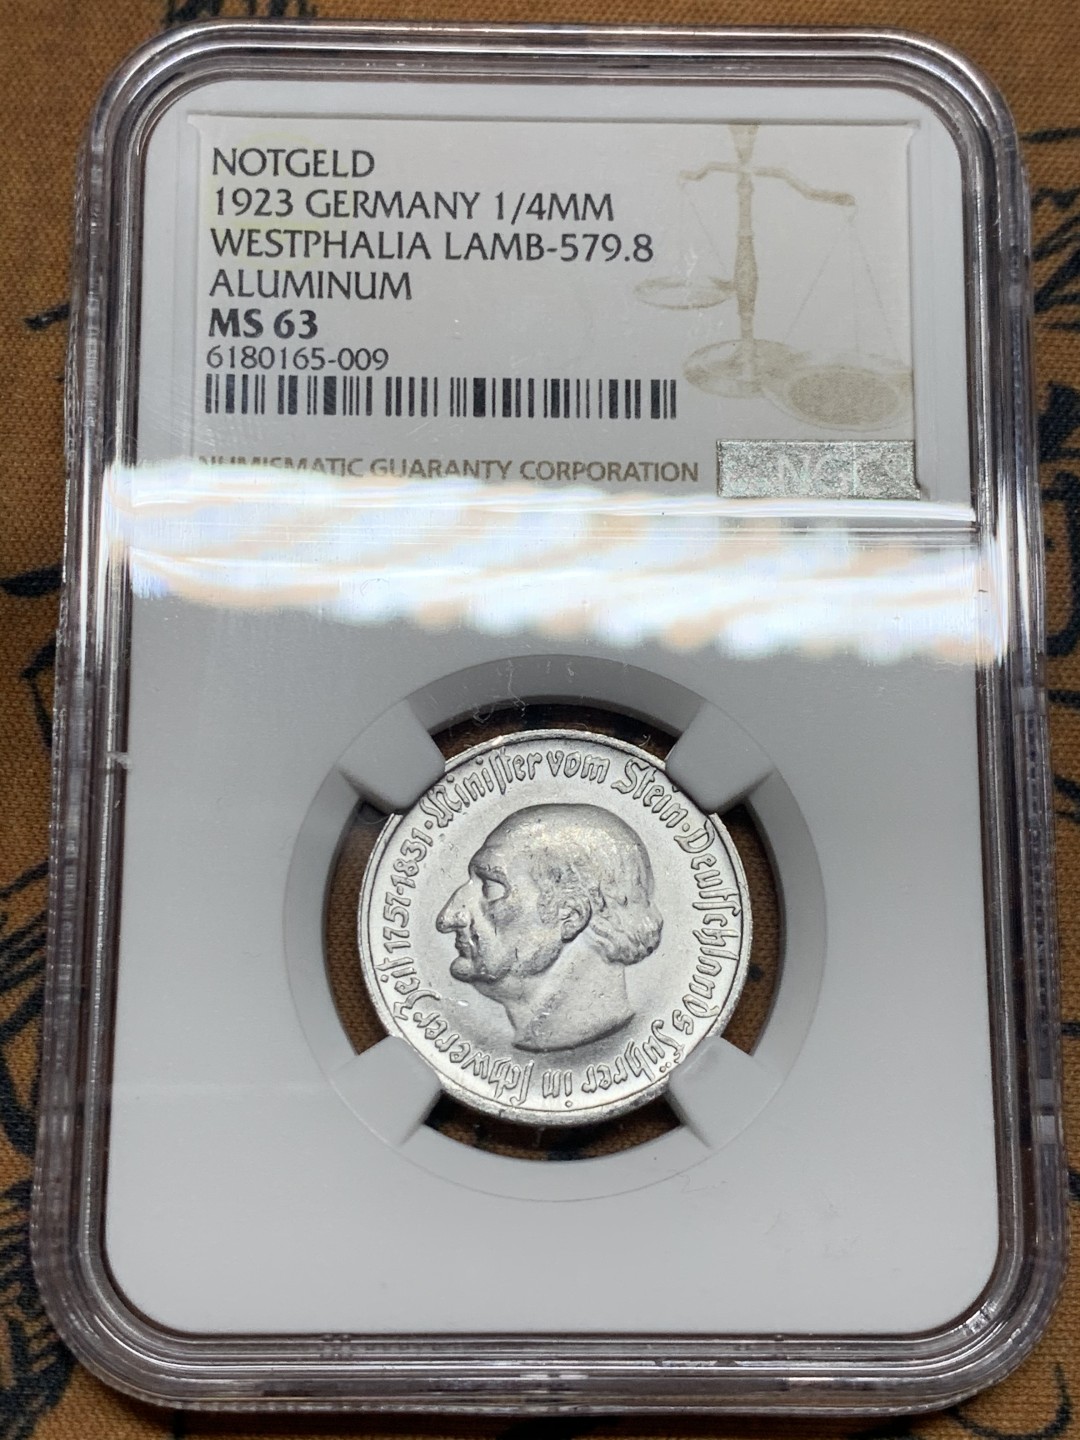 NOTGELD
1923 GERMANY 1/4MM
WESTPHALIA LAMB-579.8
ALUMINUM
MS 63
6180165-009
NUMISMATIC GUARANTY CORPORATION
NGC
Minister vom Stein · Deutschlands Führer in schwerer Zeit 1757-1831 ·